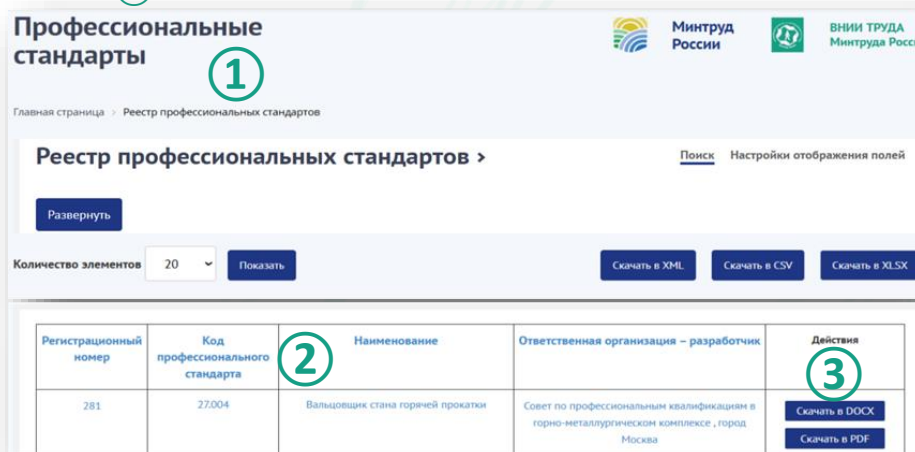 Профессиональные
стандарты
Минтруд
России
ВНИИ ТРУДА
Минтруда
1
Главная страница > Реестр профессиональных стандартов
Реестр профессиональных стандартов >
Поиск Настройки отображения полей
Развернуть
Количество элементов 20 Показать Скачать в XML Скачать в CSV Скачать в XLSX
Регистрационный
номер
Код
профессионального
стандарта
2
Наименование
Ответственная организация – разработчик
Действия
3
281
27.004
Вальцовщик стана горячей прокатки
Совет по профессиональным квалификациям в
горно-металлургическом комплексе , город
Москва
Скачать в DOCX
Скачать в PDF